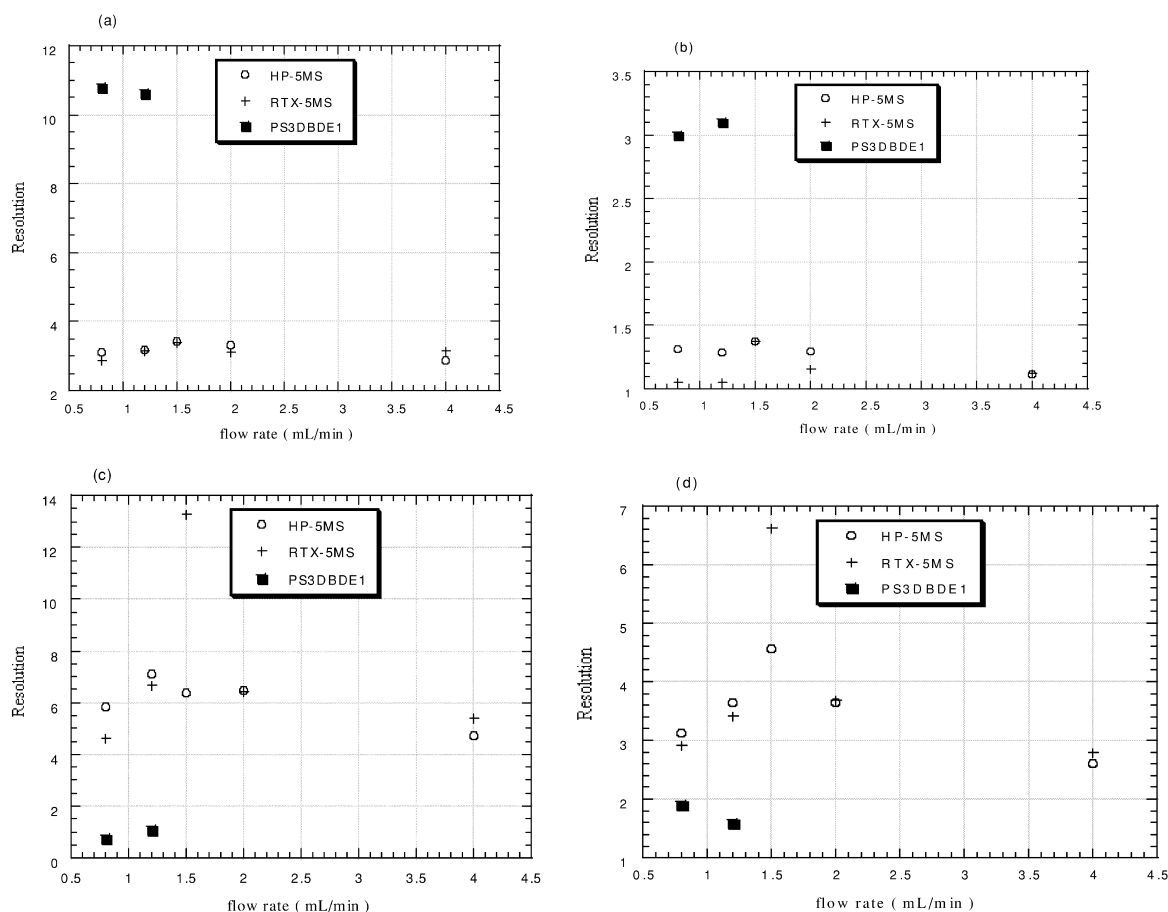 (a)
12
10
8
6
4
2
Resolution
HP-5MS
RTX-5MS
PS3DBDE1
0.5 1 1.5 2 2.5 3 3.5 4 4.5
flow rate ( mL/min )
(b)
3.5
3
2.5
2
1.5
1
Resolution
HP-5MS
RTX-5MS
PS3DBDE1
0.5 1 1.5 2 2.5 3 3.5 4 4.5
flow rate ( mL/min )
(c)
14
12
10
8
6
4
2
0
Resolution
HP-5MS
RTX-5MS
PS3DBDE1
0.5 1 1.5 2 2.5 3 3.5 4 4.5
flow rate ( mL/min )
(d)
7
6
5
4
3
2
1
Resolution
HP-5MS
RTX-5MS
PS3DBDE1
0.5 1 1.5 2 2.5 3 3.5 4 4.5
flow rate ( mL/min )